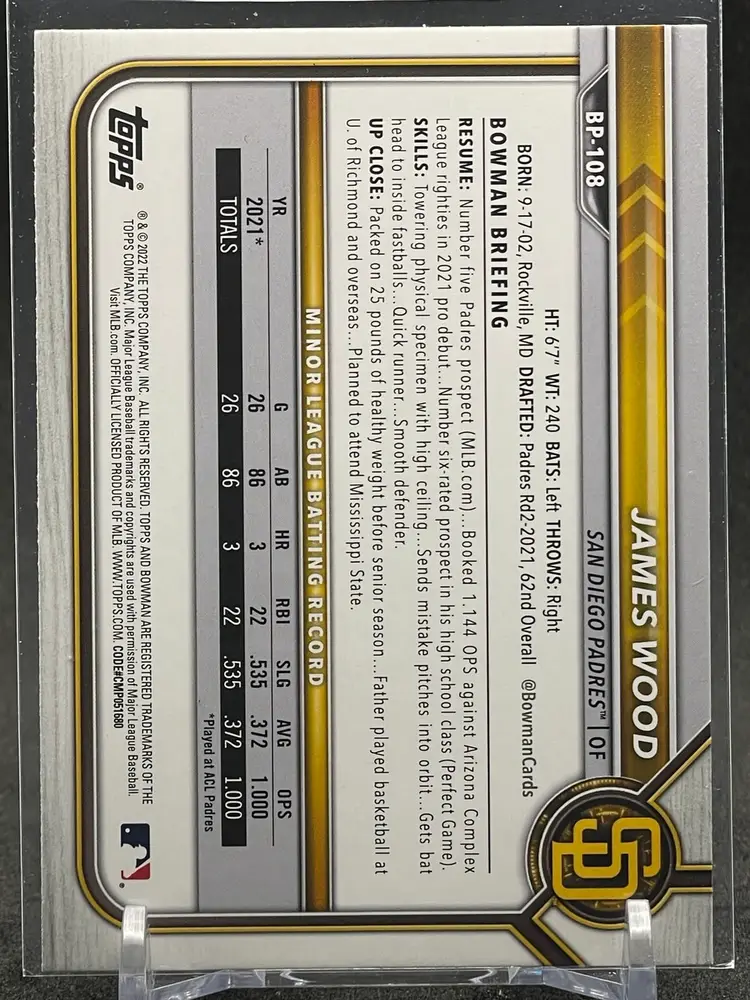 BP-108
JAMES WOOD
SAN DIEGO PADRES™ | OF
SD
HT: 6'7" WT: 240 BATS: Left THROWS: Right
BORN: 9-17-02, Rockville, MD DRAFTED: Padres Rd2-2021, 62nd Overall @BowmanCards
BOWMAN BRIEFING
RESUME: Number five Padres prospect (MLB.com)...Booked 1.144 OPS against Arizona Complex
League righties in 2021 pro debut...Number six-rated prospect in his high school class (Perfect Game).
SKILLS: Towering physical specimen with high ceiling...Sends mistake pitches into orbit...Gets bat
head to inside fastballs...Quick runner...Smooth defender.
UP CLOSE: Packed on 25 pounds of healthy weight before senior season...Father played basketball at
U. of Richmond and overseas...Planned to attend Mississippi State.
MINOR LEAGUE BATTING RECORD
YR G AB HR RBI SLG AVG OPS
2021* 26 86 3 22 .535 .372 1.000
TOTALS 26 86 3 22 .535 .372 1.000
*Played at ACL Padres
topps®
® & © 2022 THE TOPPS COMPANY, INC. ALL RIGHTS RESERVED. TOPPS AND BOWMAN ARE REGISTERED TRADEMARKS OF THE
TOPPS COMPANY, INC. Major League Baseball trademarks and copyrights are used with permission of Major League Baseball.
Visit MLB.com. OFFICIALLY LICENSED PRODUCT OF MLB. WWW.TOPPS.COM. CODE#CMP051680